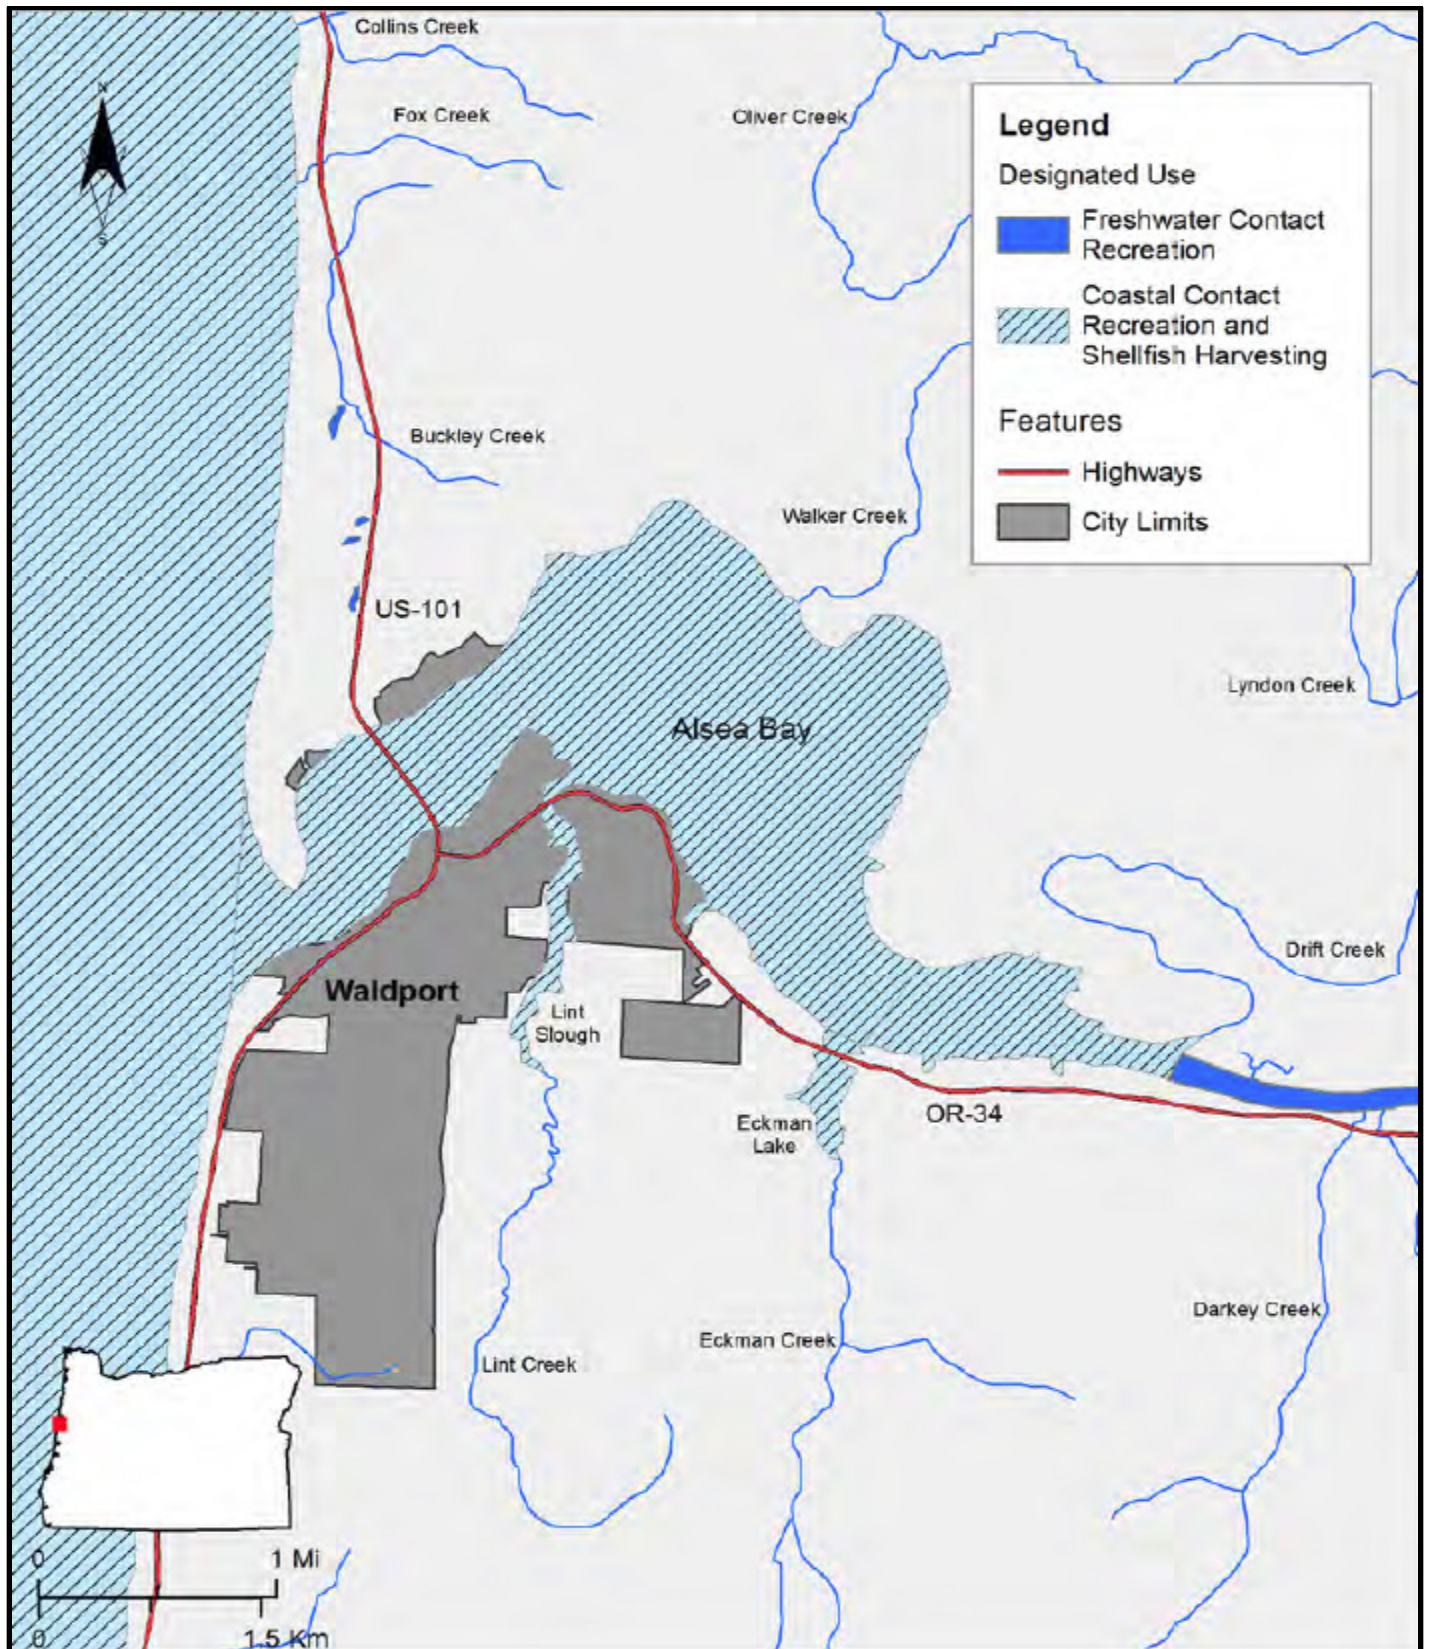 Collins Creek
N
Fox Creek
Oliver Creek
S
Legend
Designated Use
Freshwater Contact
Recreation
Coastal Contact
Recreation and
Shellfish Harvesting
Features
Highways
City Limits
Buckley Creek
Walker Creek
US-101
Lyndon Creek
Alsea Bay
Drift Creek
Waldport
Lint
Slough
OR-34
Eckman
Lake
Darkey Creek
Eckman Creek
Lint Creek
0 1 Mi
0 1.5 Km